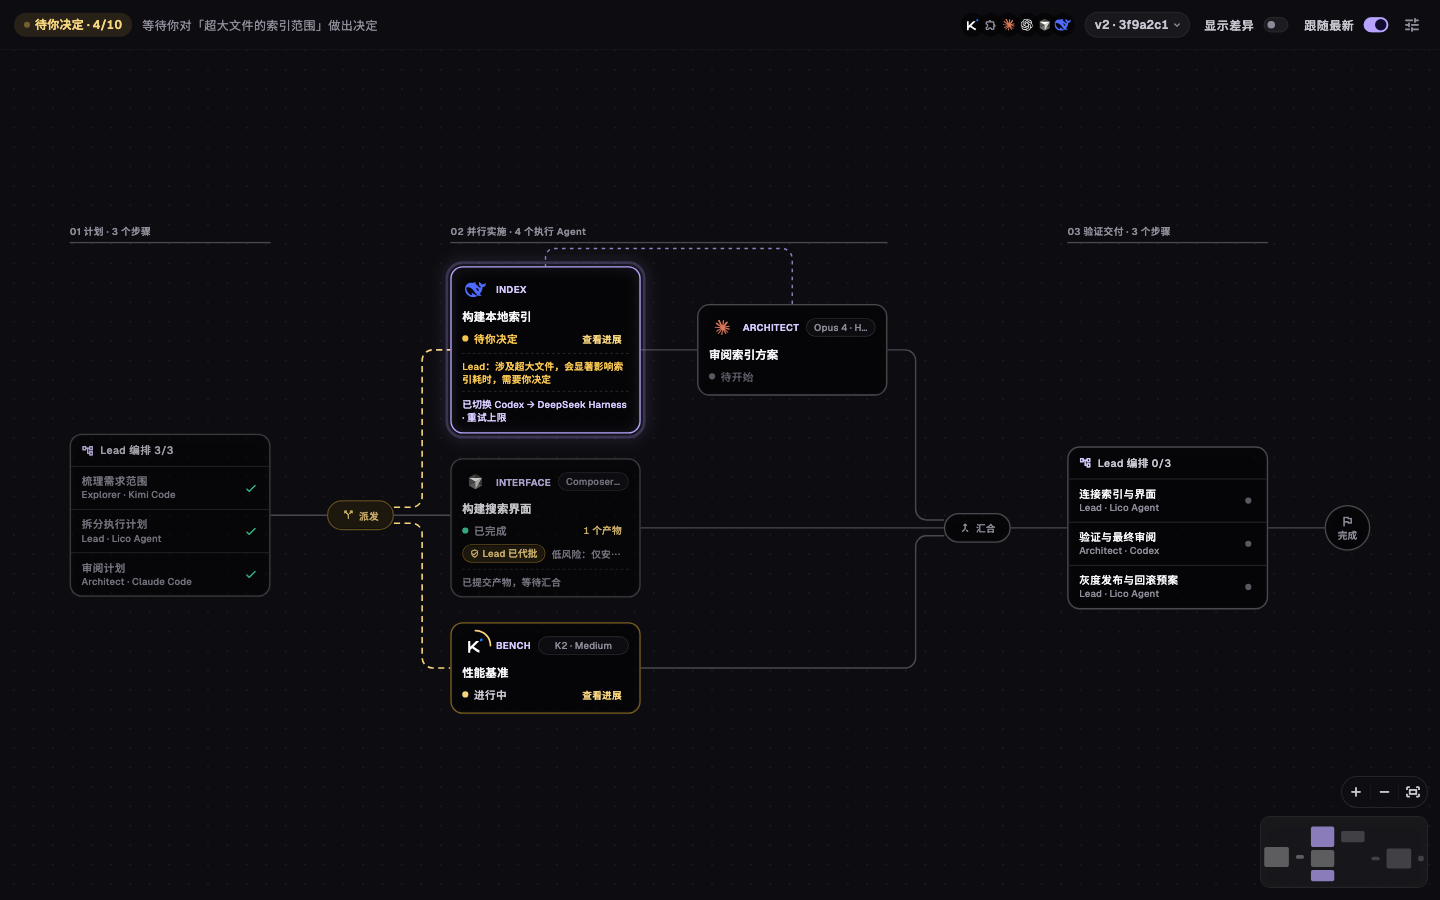 待你决定 · 4/10
等待你对「超大文件的索引范围」做出决定
v2 · 3f9a2c1
显示差异
跟随最新
01 计划 · 3 个步骤
02 并行实施 · 4 个执行 Agent
03 验证交付 · 3 个步骤
INDEX
构建本地索引
待你决定
查看进展
Lead：涉及超大文件，会显著影响索
引耗时，需要你决定
已切换 Codex → DeepSeek Harness
· 重试上限
ARCHITECT
Opus 4 · H...
审阅索引方案
待开始
Lead 编排 3/3
梳理需求范围
Explorer · Kimi Code
拆分执行计划
Lead · Lico Agent
审阅计划
Architect · Claude Code
派发
INTERFACE
Composer...
构建搜索界面
已完成
1 个产物
Lead 已代批
低风险：仅安…
已提交产物，等待汇合
BENCH
K2 · Medium
性能基准
进行中
查看进展
汇合
Lead 编排 0/3
连接索引与界面
Lead · Lico Agent
验证与最终审阅
Architect · Codex
灰度发布与回滚预案
Lead · Lico Agent
完成